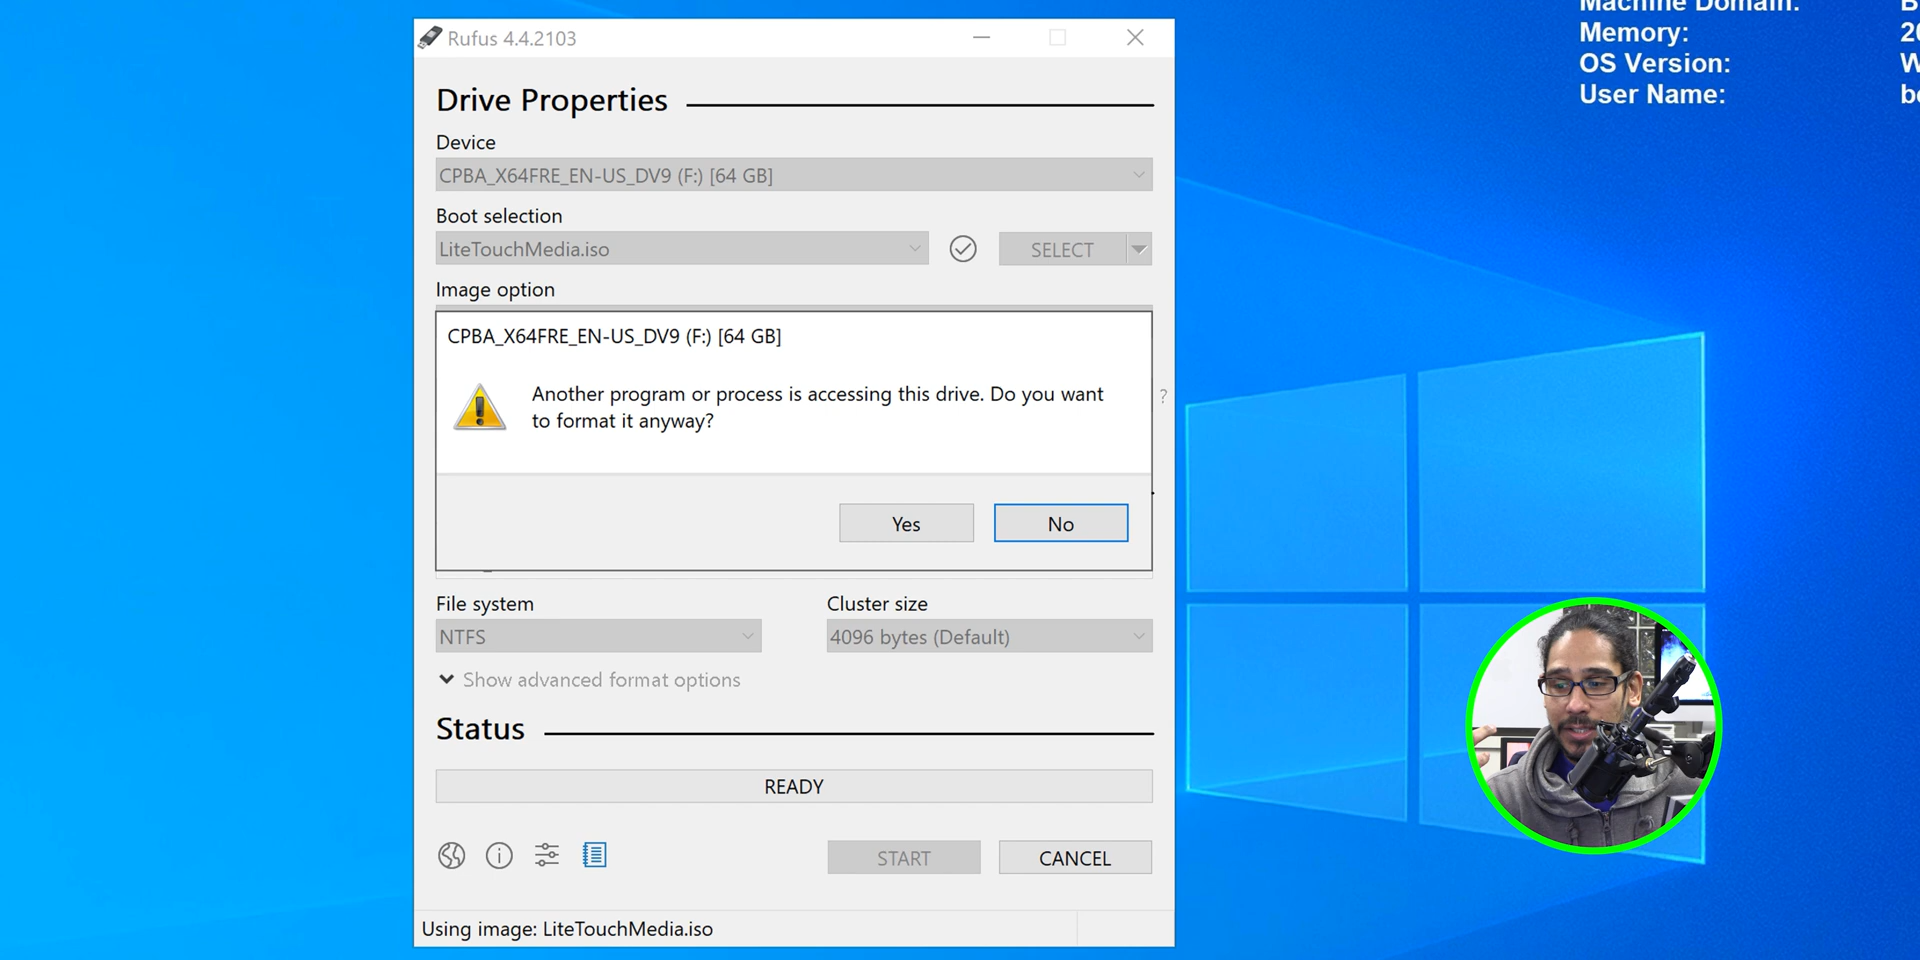 Machine Domain:
Memory:
OS Version:
User Name:
Rufus 4.4.2103
Drive Properties
Device
CPBA_X64FRE_EN-US_DV9 (F:) [64 GB]
Boot selection
LiteTouchMedia.iso
SELECT
Image option
CPBA_X64FRE_EN-US_DV9 (F:) [64 GB]
Another program or process is accessing this drive. Do you want
to format it anyway?
?
Yes No
File system Cluster size
NTFS 4096 bytes (Default)
Show advanced format options
Status
READY
START CANCEL
Using image: LiteTouchMedia.iso